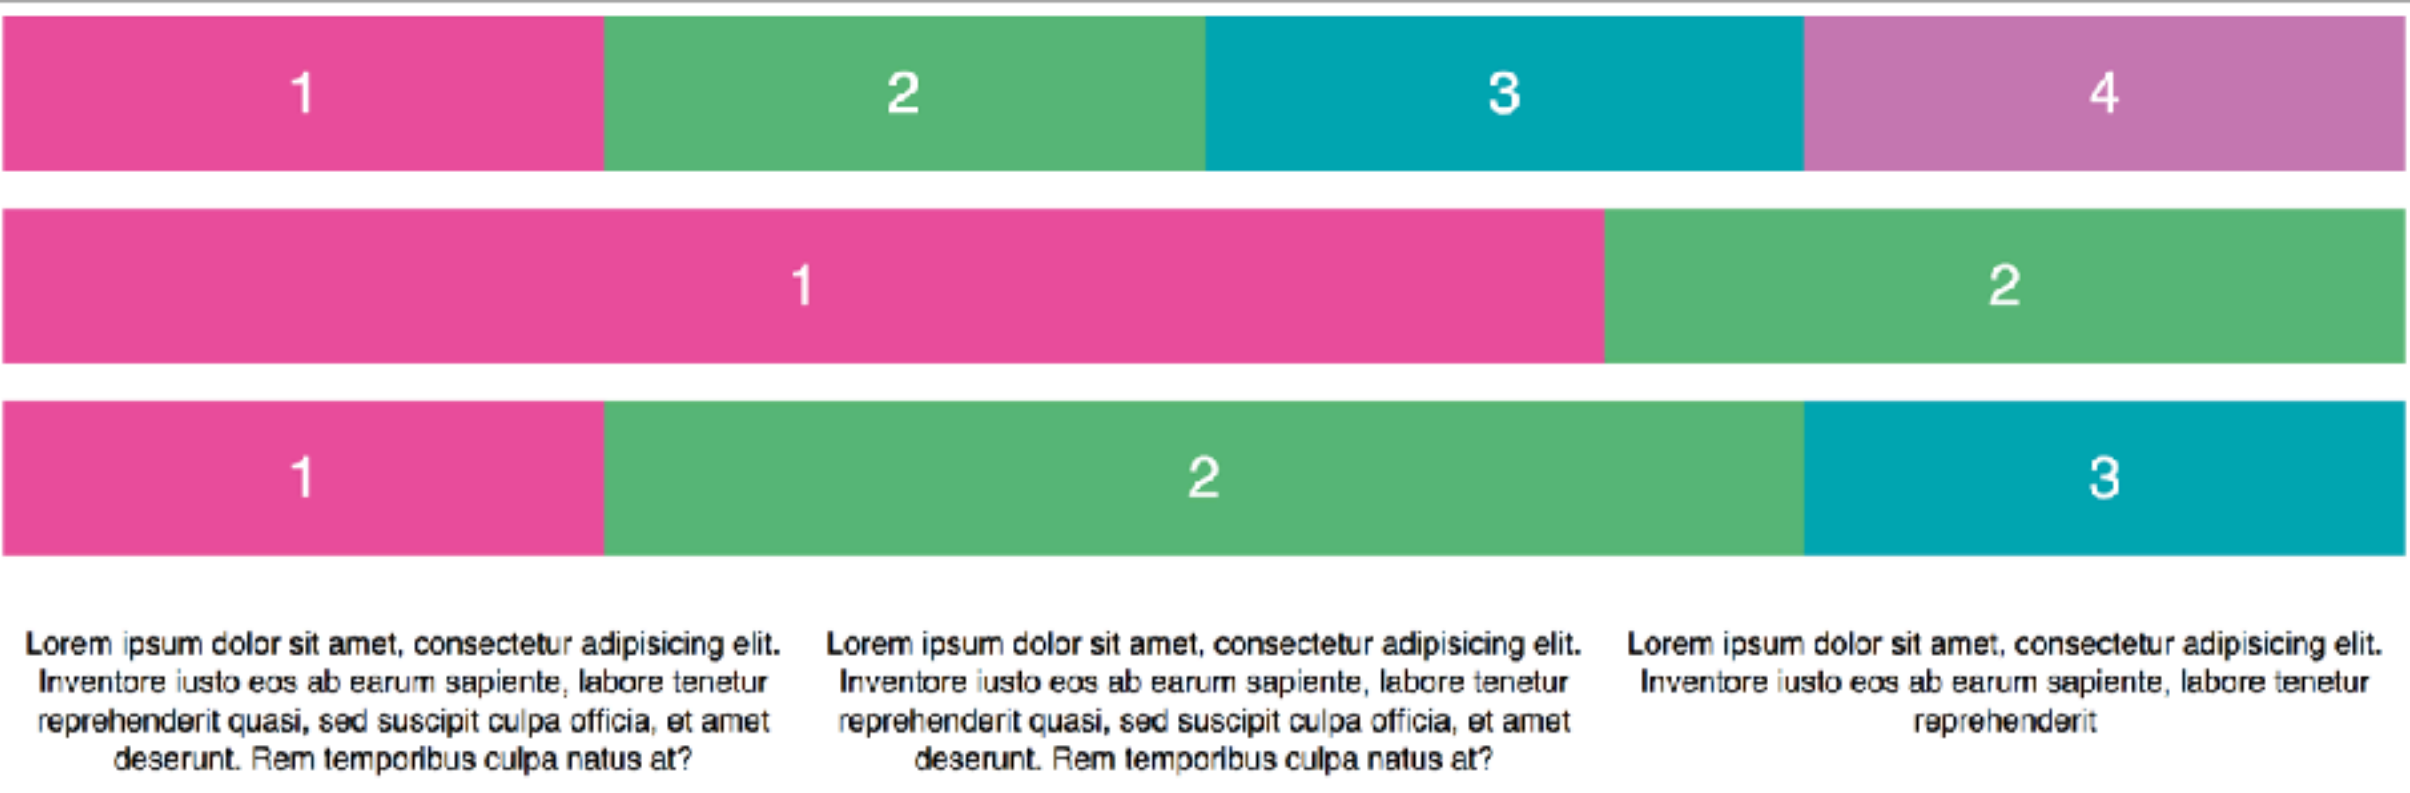 1 2 3 4
1 2
1 2 3
Lorem ipsum dolor sit amet, consectetur adipisicing elit.
Inventore iusto eos ab earum sapiente, labore tenetur
reprehenderit quasi, sed suscipit culpa officia, et amet
deserunt. Rem temporibus culpa natus at?
Lorem ipsum dolor sit amet, consectetur adipisicing elit.
Inventore iusto eos ab earum sapiente, labore tenetur
reprehenderit quasi, sed suscipit culpa officia, et amet
deserunt. Rem temporibus culpa natus at?
Lorem ipsum dolor sit amet, consectetur adipisicing elit.
Inventore iusto eos ab earum sapiente, labore tenetur
reprehenderit